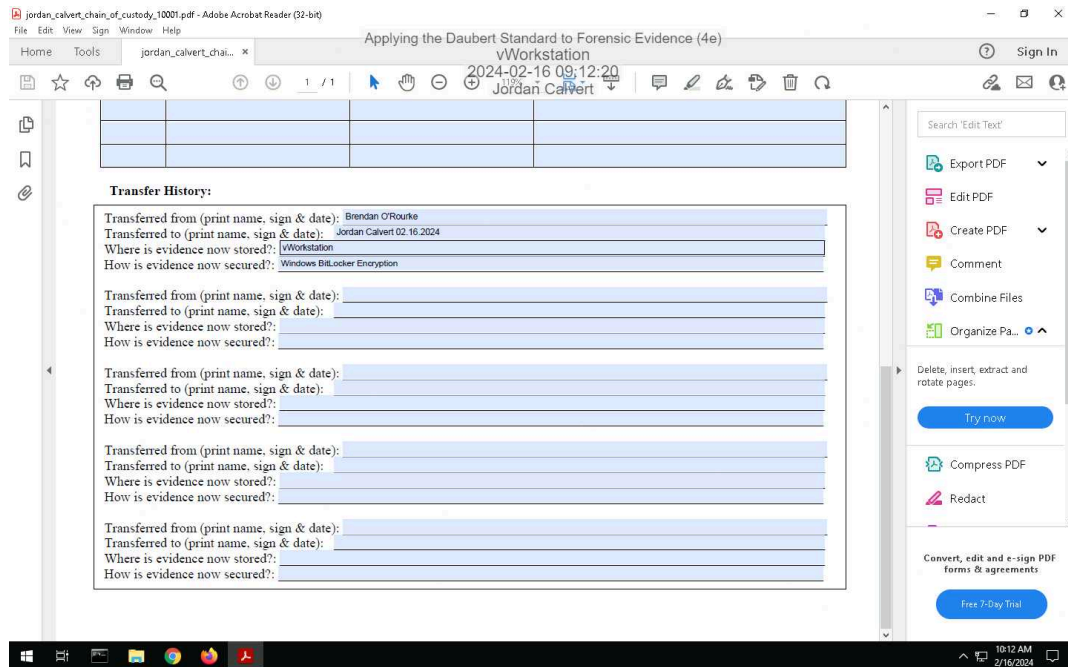 jordan_calvert_chain_of_custody_10001.pdf - Adobe Acrobat Reader (32-bit)
File Edit View Sign Window Help
Applying the Daubert Standard to Forensic Evidence (4e)
Home Tools jordan_calvert_chai... × vWorkstation Sign In
2024-02-16 09:12:20
1 / 1 119%
Jordan Calvert
Search 'Edit Text'
Export PDF
Edit PDF
Create PDF
Comment
Combine Files
Organize Pa...
Delete, insert, extract and
rotate pages.
Try now
Compress PDF
Redact
Convert, edit and e-sign PDF
forms & agreements
Free 7-Day Trial
Transfer History:
Transferred from (print name, sign & date): Brendan O'Rourke
Transferred to (print name, sign & date): Jordan Calvert 02.16.2024
Where is evidence now stored?: vWorkstation
How is evidence now secured?: Windows BitLocker Encryption
Transferred from (print name, sign & date):
Transferred to (print name, sign & date):
Where is evidence now stored?:
How is evidence now secured?:
Transferred from (print name, sign & date):
Transferred to (print name, sign & date):
Where is evidence now stored?:
How is evidence now secured?:
Transferred from (print name, sign & date):
Transferred to (print name, sign & date):
Where is evidence now stored?:
How is evidence now secured?:
Transferred from (print name, sign & date):
Transferred to (print name, sign & date):
Where is evidence now stored?:
How is evidence now secured?:
10:12 AM
2/16/2024